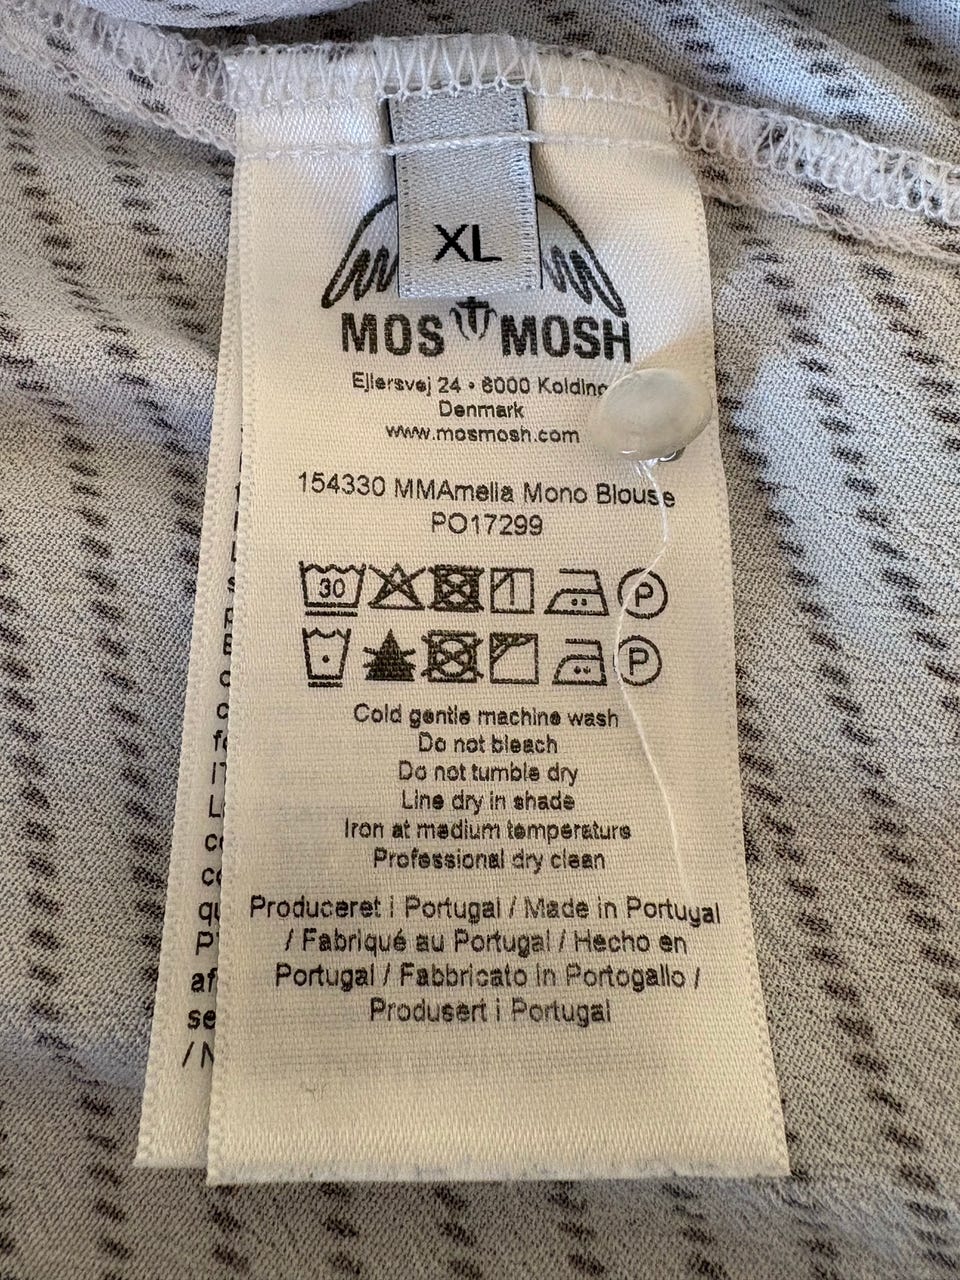 XL
MOS MOSH
Ejlersvej 24 • 6000 Kolding
Denmark
www.mosmosh.com
154330 MMAmelia Mono Blouse
PO17299
30 P
P
Cold gentle machine wash
Do not bleach
Do not tumble dry
Line dry in shade
Iron at medium temperature
Professional dry clean
Produceret i Portugal / Made in Portugal
/ Fabriqué au Portugal / Hecho en
Portugal / Fabbricato in Portogallo /
Produsert i Portugal